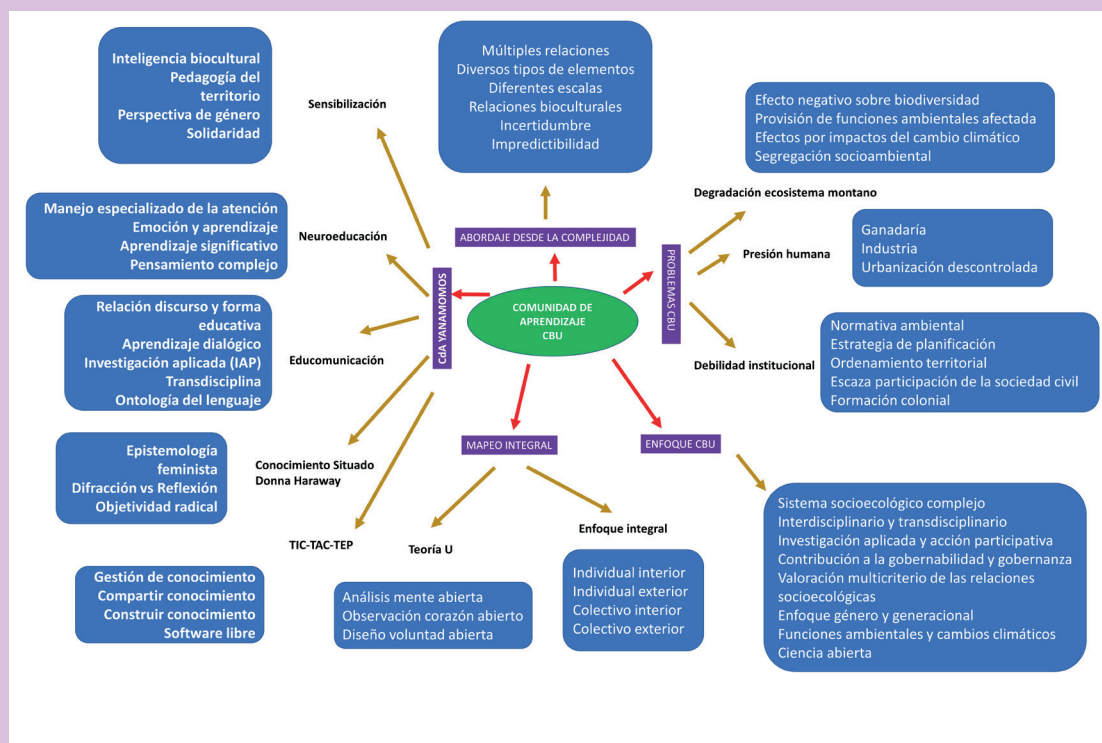 Inteligencia biocultural
Pedagogía del
territorio
Perspectiva de género
Solidaridad
Sensibilización
Múltiples relaciones
Diversos tipos de elementos
Diferentes escalas
Relaciones bioculturales
Incertidumbre
Impredictibilidad
Efecto negativo sobre biodiversidad
Provisión de funciones ambientales afectada
Efectos por impactos del cambio climático
Segregación socioambiental
Degradación ecosistema montano
Manejo especializado de la atención
Emoción y aprendizaje
Aprendizaje significativo
Pensamiento complejo
Neuroeducación
ABORDAJE DESDE LA COMPLEJIDAD
PROBLEMAS CBU
Presión humana
Ganadaría
Industria
Urbanización descontrolada
CdA YANAMOMOS
COMUNIDAD DE
APRENDIZAJE
CBU
Relación discurso y forma
educativa
Aprendizaje dialógico
Investigación aplicada (IAP)
Transdisciplina
Ontología del lenguaje
Educomunicación
Debilidad institucional
Normativa ambiental
Estrategia de planificación
Ordenamiento territorial
Escaza participación de la sociedad civil
Formación colonial
MAPEO INTEGRAL
ENFOQUE CBU
Epistemología
feminista
Difracción vs Reflexión
Objetividad radical
Conocimiento Situado
Donna Haraway
TIC-TAC-TEP
Teoría U
Enfoque integral
Gestión de conocimiento
Compartir conocimiento
Construir conocimiento
Software libre
Análisis mente abierta
Observación corazón abierto
Diseño voluntad abierta
Individual interior
Individual exterior
Colectivo interior
Colectivo exterior
Sistema socioecológico complejo
Interdisciplinario y transdisciplinario
Investigación aplicada y acción participativa
Contribución a la gobernabilidad y gobernanza
Valoración multicriterio de las relaciones
socioecológicas
Enfoque género y generacional
Funciones ambientales y cambios climáticos
Ciencia abierta